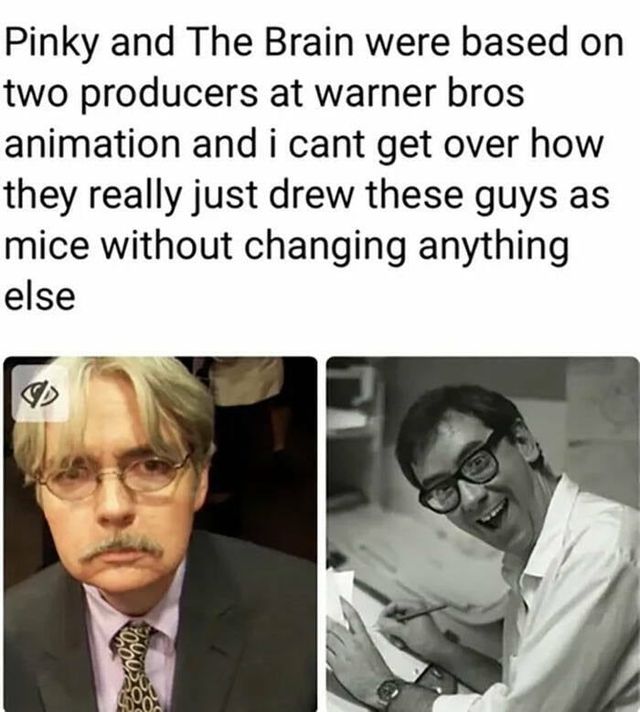 Pinky and The Brain were based on
two producers at warner bros
animation and i cant get over how
they really just drew these guys as
mice without changing anything
else